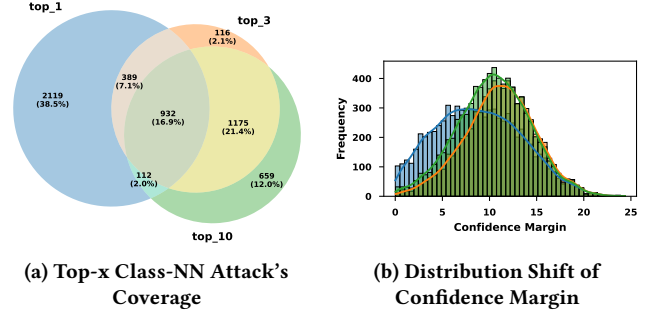 top_1
top_3
116
(2.1%)
389
(7.1%)
2119
(38.5%)
932
(16.9%)
1175
(21.4%)
112
(2.0%)
659
(12.0%)
top_10
(a) Top-x Class-NN Attack's
Coverage
Frequency
400
300
200
100
0
0 5 10 15 20 25
Confidence Margin
(b) Distribution Shift of
Confidence Margin